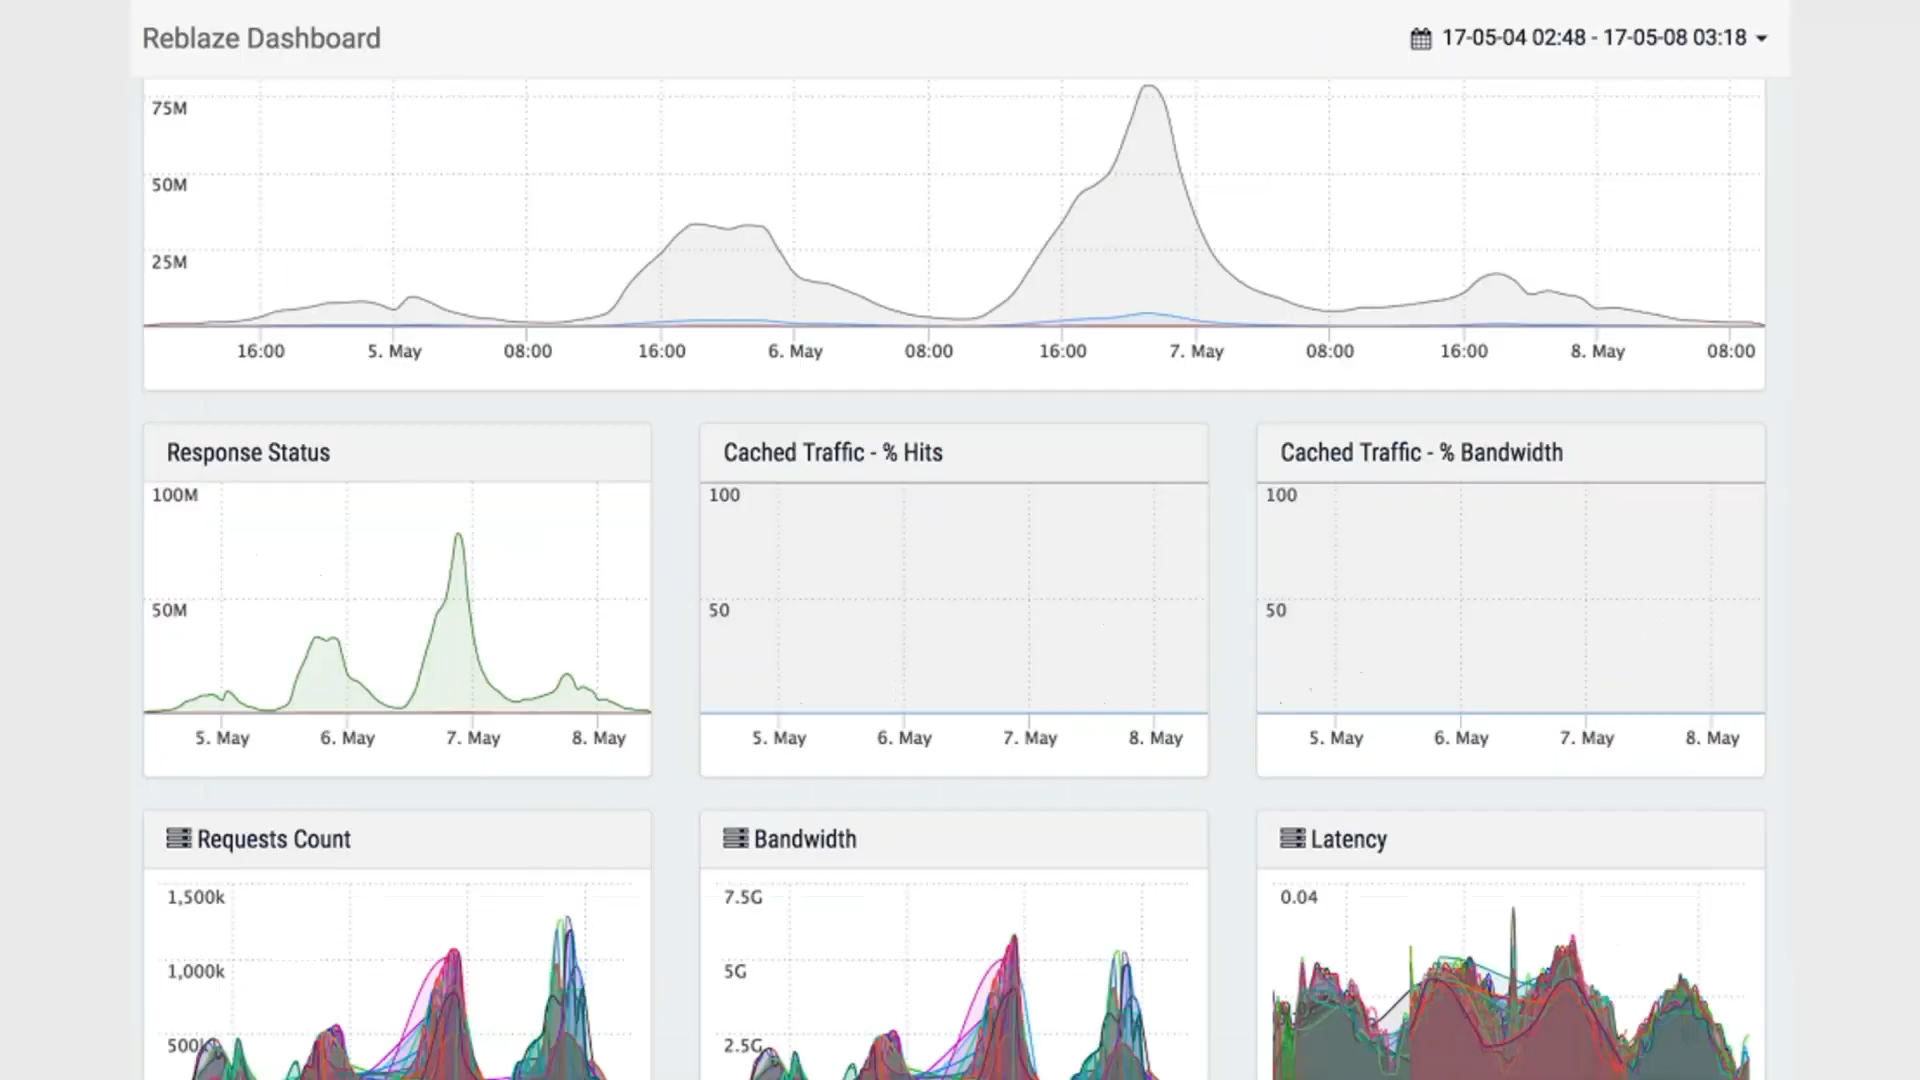 Reblaze Dashboard
17-05-04 02:48 - 17-05-08 03:18
75M
50M
25M
16:00 5. May 08:00 16:00 6. May 08:00 16:00 7. May 08:00 16:00 8. May 08:00
Response Status
100M
50M
5. May 6. May 7. May 8. May
Cached Traffic - % Hits
100
50
5. May 6. May 7. May 8. May
Cached Traffic - % Bandwidth
100
50
5. May 6. May 7. May 8. May
Requests Count
1,500k
1,000k
500k
Bandwidth
7.5G
5G
2.5G
Latency
0.04